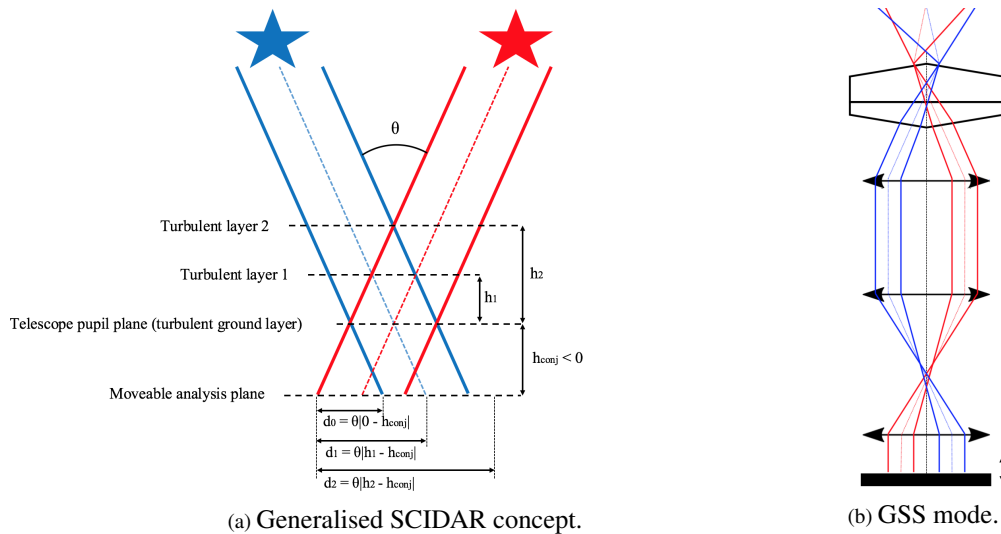 θ
Turbulent layer 2
Turbulent layer 1
h2
h1
Telescope pupil plane (turbulent ground layer)
hconj < 0
Moveable analysis plane
d0 = θ|0 - hconj|
d1 = θ|h1 - hconj|
d2 = θ|h2 - hconj|
(a) Generalised SCIDAR concept.
(b) GSS mode.